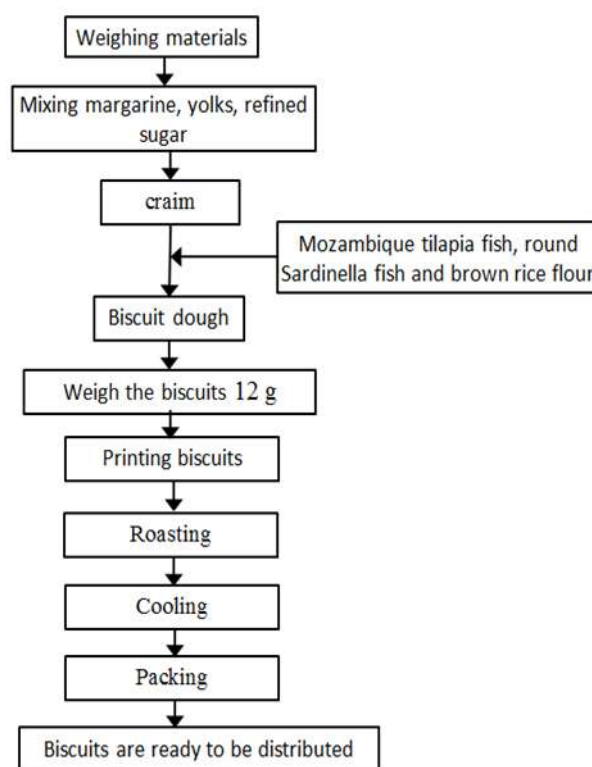 Weighing materials
Mixing margarine, yolks, refined
sugar
craim
Mozambique tilapia fish, round
Sardinella fish and brown rice flour
Biscuit dough
Weigh the biscuits 12 g
Printing biscuits
Roasting
Cooling
Packing
Biscuits are ready to be distributed